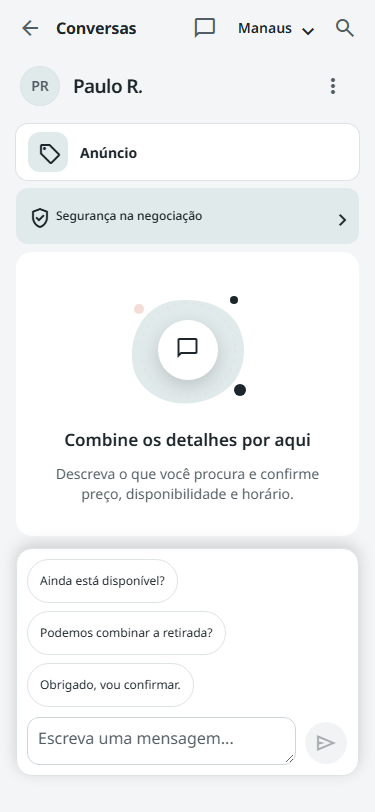 Conversas
Manaus
PR
Paulo R.
Anúncio
Segurança na negociação
Combine os detalhes por aqui
Descreva o que você procura e confirme
preço, disponibilidade e horário.
Ainda está disponível?
Podemos combinar a retirada?
Obrigado, vou confirmar.
Escreva uma mensagem...